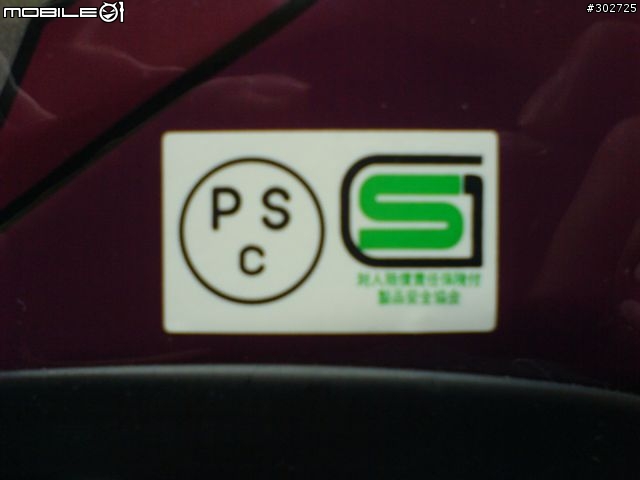 MOBILE01
#302725
P S
C
SG
対人賠償責任保険付
製品安全協会